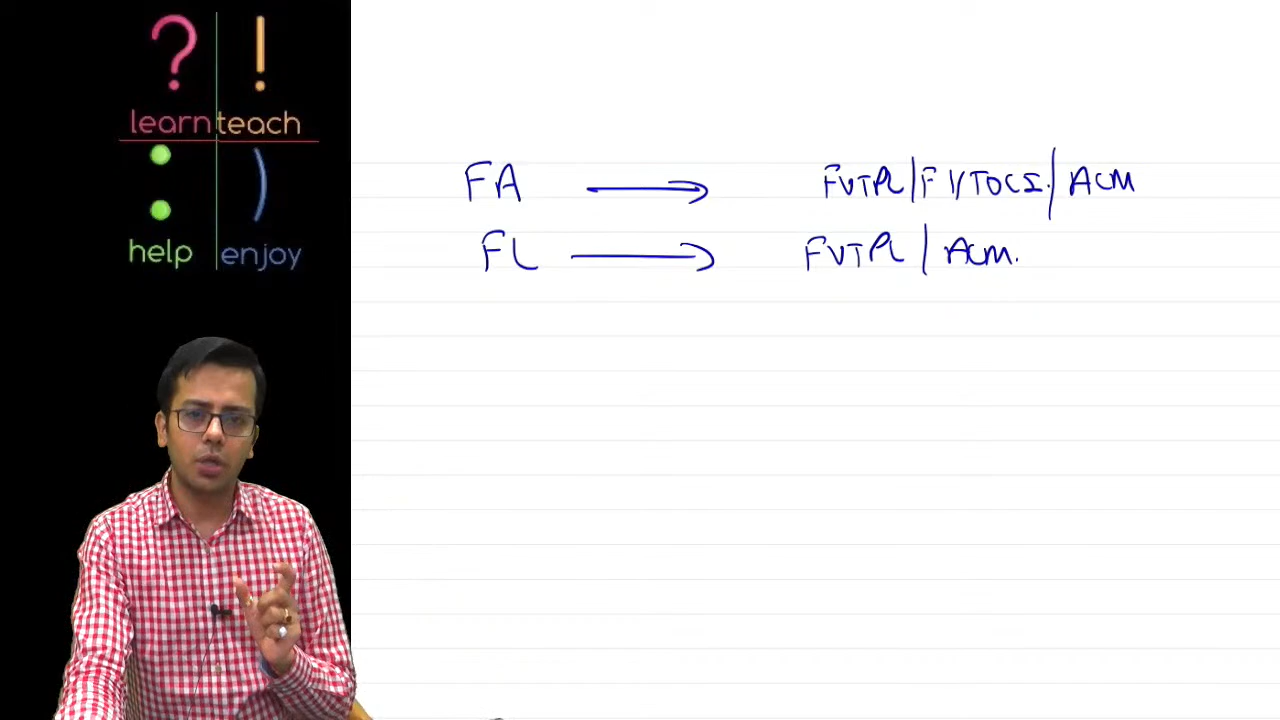 ? !
learn teach
: )
help enjoy
FA → FVTPL/FVTOCI./ACM
FL → FVTPL/ACM.